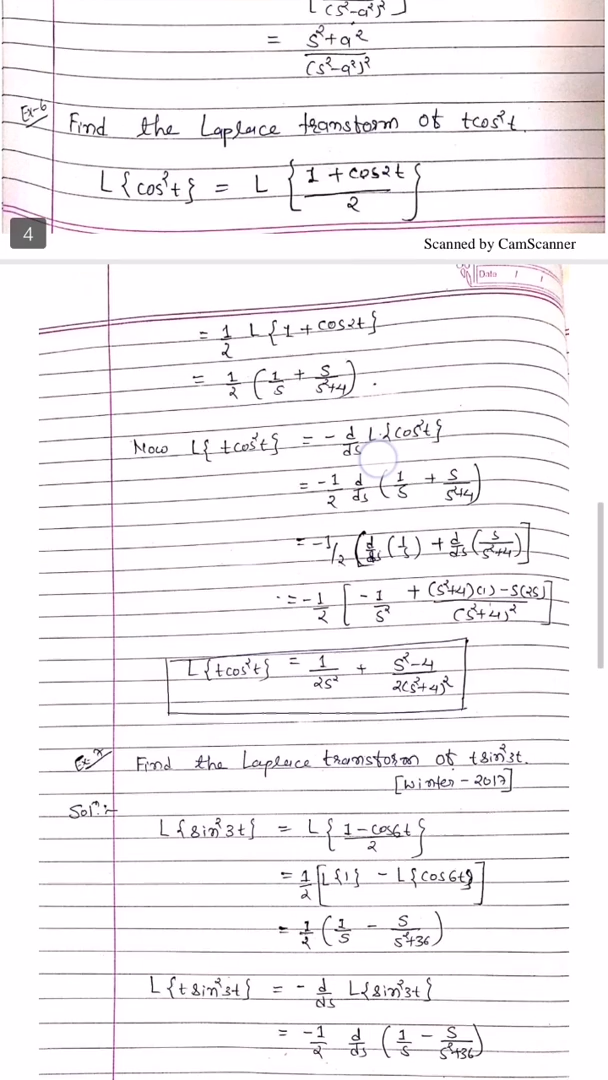 [ (s²-a²)² ]
= s²+a² / (s²-a²)²
Ex-6 Find the Laplace transform of tcos²t.
L{cos²t} = L { 1+cos2t / 2 }
4
Scanned by CamScanner
Date / /
= 1/2 L{1+cos2t}
= 1/2 ( 1/s + s/s²+4 ) .
Now L{tcos²t} = - d/ds L{cos²t}
= -1/2 d/ds ( 1/s + s/s²+4 )
= -1/2 [ d/ds (1/s) + d/ds ( s/s²+4 ) ]
= -1/2 [ -1/s² + (s²+4)(1)-s(2s) / (s²+4)² ]
L{tcos²t} = 1/2s² + s²-4 / 2(s²+4)²
Ex-7 Find the Laplace transform of tsin²3t.
[Winter-2017]
Solⁿ:-
L{sin²3t} = L{ 1-cos6t / 2 }
= 1/2 [L{1} - L{cos6t}]
= 1/2 ( 1/s - s/s²+36 )
L{tsin²3t} = - d/ds L{sin²3t}
= -1/2 d/ds ( 1/s - s/s²+36 )